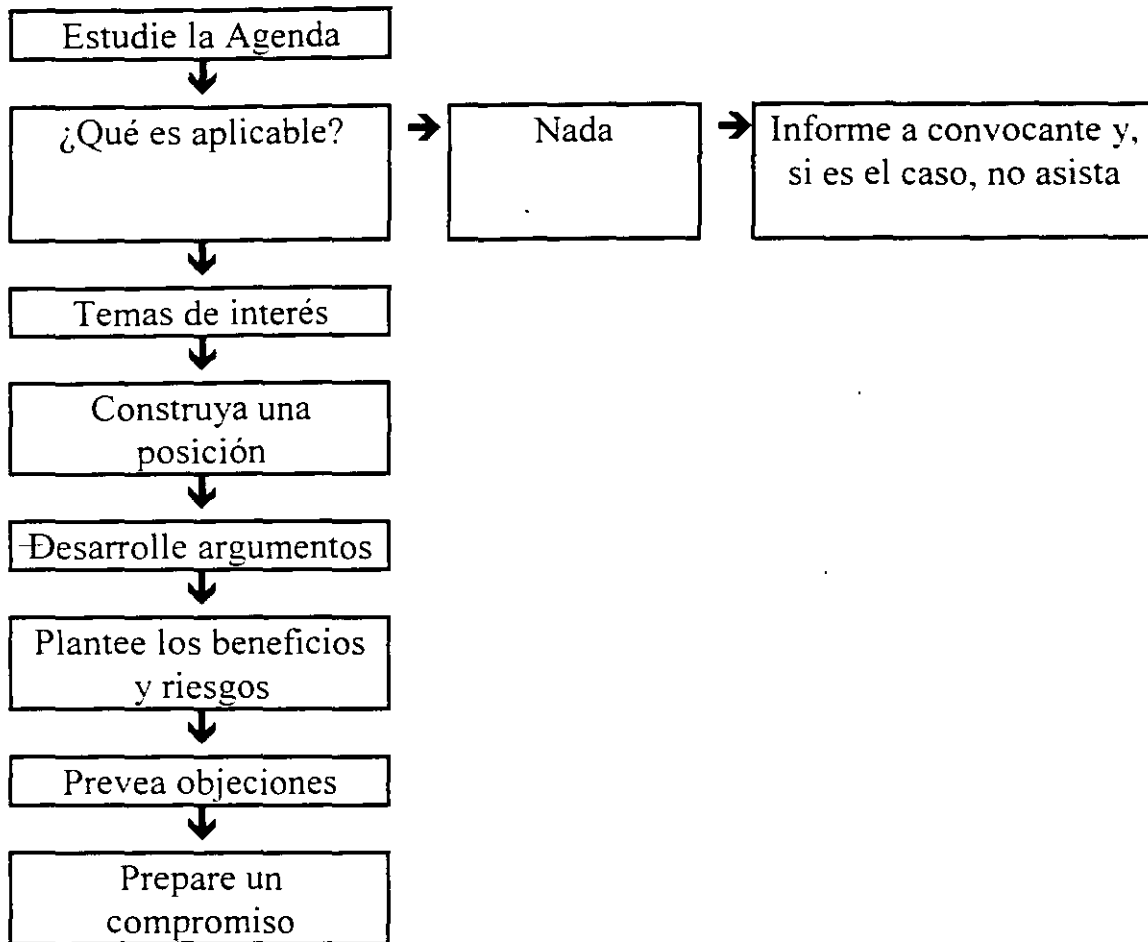 Estudie la Agenda
¿Qué es aplicable?
Nada
Informe a convocante y,
si es el caso, no asista
Temas de interés
Construya una
posición
Desarrolle argumentos
Plantee los beneficios
y riesgos
Prevea objeciones
Prepare un
compromiso